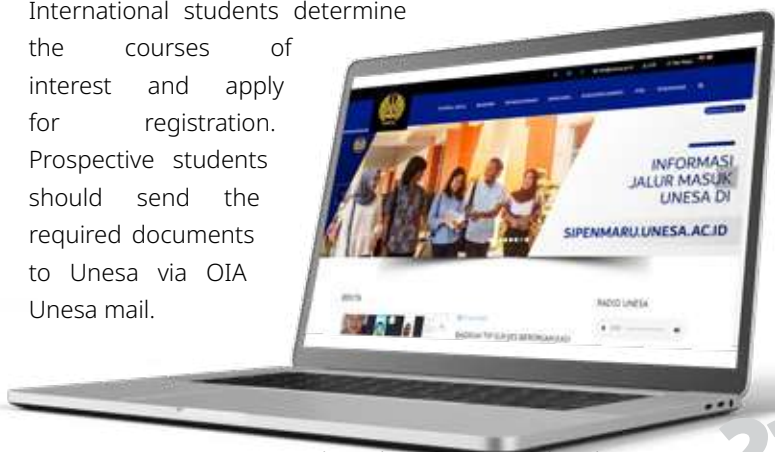 International students determine
the courses of
interest and apply
for registration.
Prospective students
should send the
required documents
to Unesa via OIA
Unesa mail.
INFORMASI
JALUR MASUK
UNESA DI
SIPENMARU.UNESA.AC.ID
BERITA
RADIO UNESA